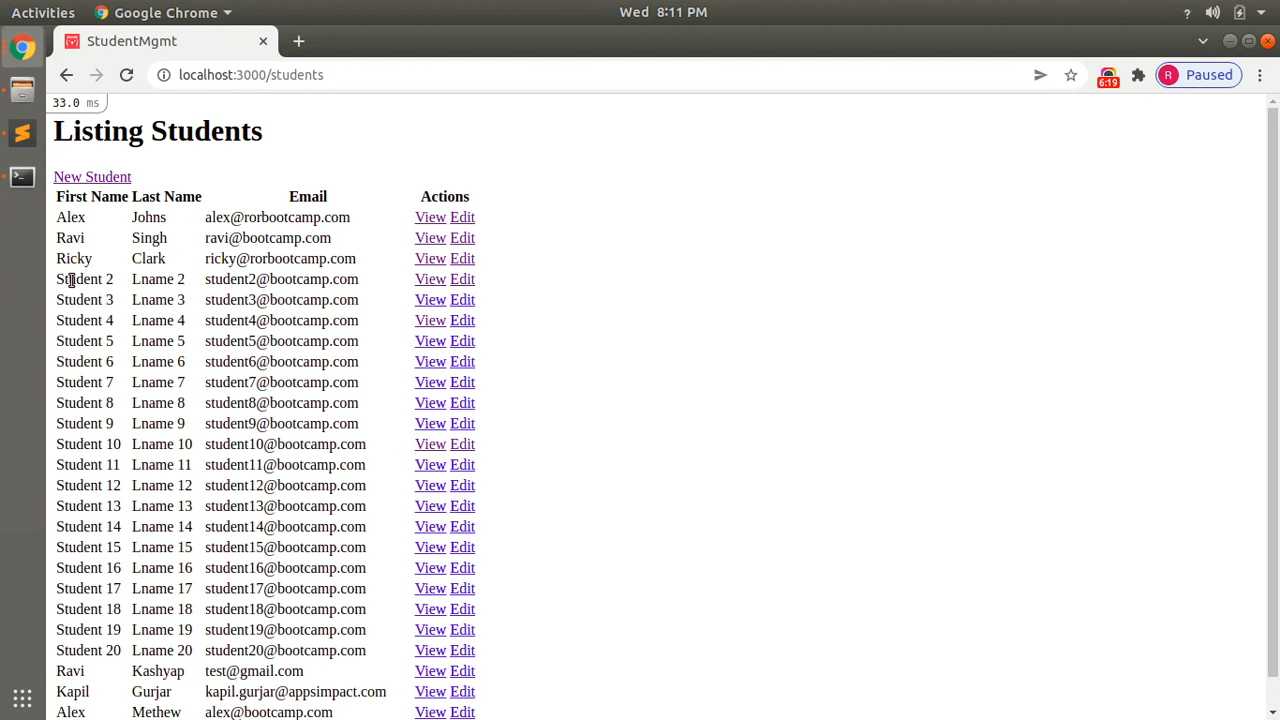 Activities Google Chrome Wed 8:11 PM ?
StudentMgmt
localhost:3000/students 6:19 R Paused
33.0 ms
Listing Students
New Student
First Name Last Name Email Actions
Alex Johns alex@rorbootcamp.com View Edit
Ravi Singh ravi@bootcamp.com View Edit
Ricky Clark ricky@rorbootcamp.com View Edit
Student 2 Lname 2 student2@bootcamp.com View Edit
Student 3 Lname 3 student3@bootcamp.com View Edit
Student 4 Lname 4 student4@bootcamp.com View Edit
Student 5 Lname 5 student5@bootcamp.com View Edit
Student 6 Lname 6 student6@bootcamp.com View Edit
Student 7 Lname 7 student7@bootcamp.com View Edit
Student 8 Lname 8 student8@bootcamp.com View Edit
Student 9 Lname 9 student9@bootcamp.com View Edit
Student 10 Lname 10 student10@bootcamp.com View Edit
Student 11 Lname 11 student11@bootcamp.com View Edit
Student 12 Lname 12 student12@bootcamp.com View Edit
Student 13 Lname 13 student13@bootcamp.com View Edit
Student 14 Lname 14 student14@bootcamp.com View Edit
Student 15 Lname 15 student15@bootcamp.com View Edit
Student 16 Lname 16 student16@bootcamp.com View Edit
Student 17 Lname 17 student17@bootcamp.com View Edit
Student 18 Lname 18 student18@bootcamp.com View Edit
Student 19 Lname 19 student19@bootcamp.com View Edit
Student 20 Lname 20 student20@bootcamp.com View Edit
Ravi Kashyap test@gmail.com View Edit
Kapil Gurjar kapil.gurjar@appsimpact.com View Edit
Alex Methew alex@bootcamp.com View Edit